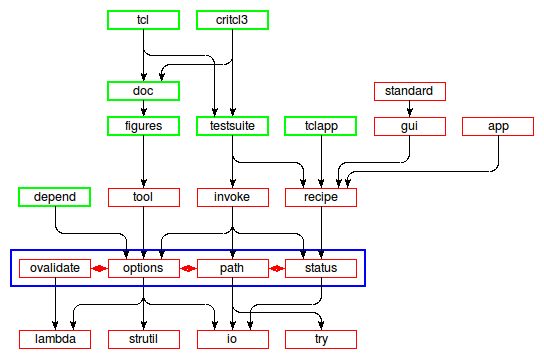 tcl critcl3
doc standard
figures testsuite tclapp gui app
depend tool invoke recipe
ovalidate options path status
lambda strutil io try